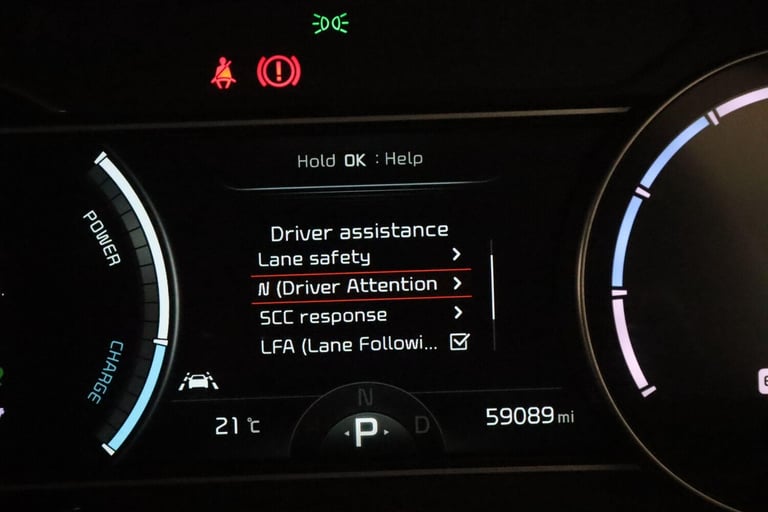 Hold OK : Help
Driver assistance
Lane safety
N (Driver Attention
SCC response
LFA (Lane Followi...
POWER
CHARGE
21°C
N
P
D
59089 mi